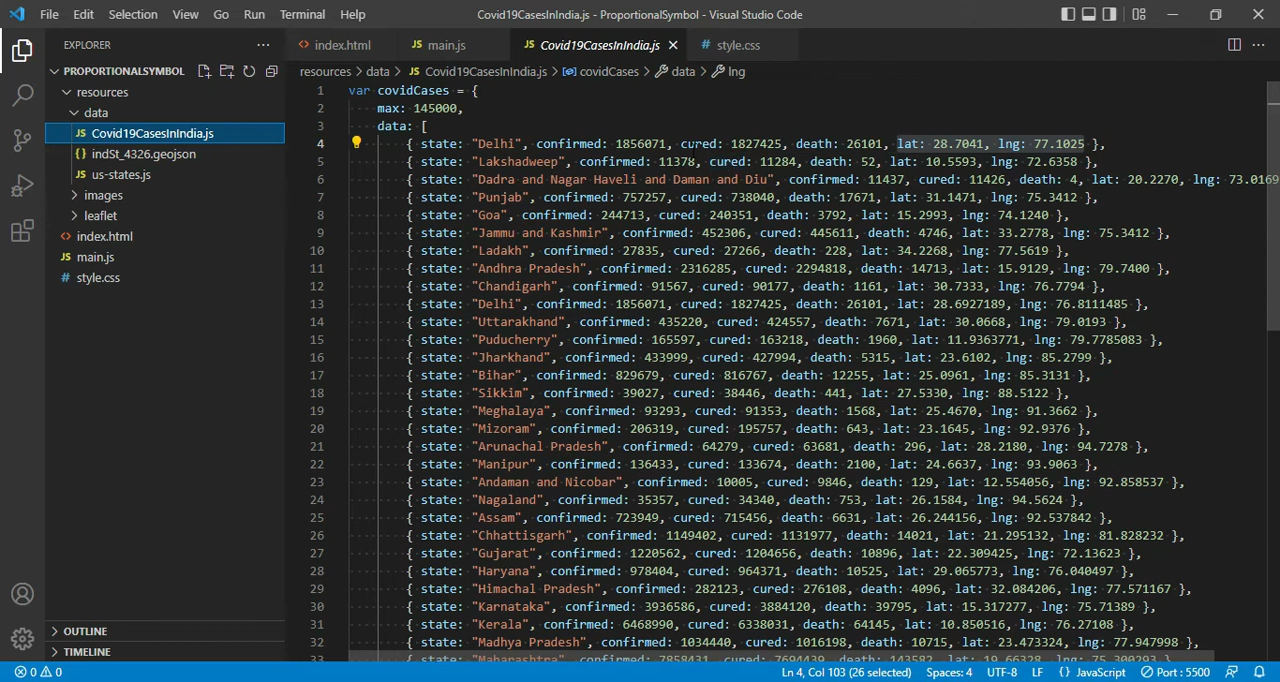 File Edit Selection View Go Run Terminal Help Covid19CasesInIndia.js - ProportionalSymbol - Visual Studio Code
EXPLORER
PROPORTIONALSYMBOL
resources
data
JS Covid19CasesInIndia.js
{} indSt_4326.geojson
JS us-states.js
images
leaflet
<> index.html
JS main.js
# style.css
OUTLINE
TIMELINE
<> index.html JS main.js JS Covid19CasesInIndia.js # style.css
resources > data > JS Covid19CasesInIndia.js > covidCases > data > lng
1 var covidCases = {
2 max: 145000,
3 data: [
4 { state: "Delhi", confirmed: 1856071, cured: 1827425, death: 26101, lat: 28.7041, lng: 77.1025 },
5 { state: "Lakshadweep", confirmed: 11378, cured: 11284, death: 52, lat: 10.5593, lng: 72.6358 },
6 { state: "Dadra and Nagar Haveli and Daman and Diu", confirmed: 11437, cured: 11426, death: 4, lat: 20.2270, lng: 73.0169
7 { state: "Punjab", confirmed: 757257, cured: 738040, death: 17671, lat: 31.1471, lng: 75.3412 },
8 { state: "Goa", confirmed: 244713, cured: 240351, death: 3792, lat: 15.2993, lng: 74.1240 },
9 { state: "Jammu and Kashmir", confirmed: 452306, cured: 445611, death: 4746, lat: 33.2778, lng: 75.3412 },
10 { state: "Ladakh", confirmed: 27835, cured: 27266, death: 228, lat: 34.2268, lng: 77.5619 },
11 { state: "Andhra Pradesh", confirmed: 2316285, cured: 2294818, death: 14713, lat: 15.9129, lng: 79.7400 },
12 { state: "Chandigarh", confirmed: 91567, cured: 90177, death: 1161, lat: 30.7333, lng: 76.7794 },
13 { state: "Delhi", confirmed: 1856071, cured: 1827425, death: 26101, lat: 28.6927189, lng: 76.8111485 },
14 { state: "Uttarakhand", confirmed: 435220, cured: 424557, death: 7671, lat: 30.0668, lng: 79.0193 },
15 { state: "Puducherry", confirmed: 165597, cured: 163218, death: 1960, lat: 11.9363771, lng: 79.7785083 },
16 { state: "Jharkhand", confirmed: 433999, cured: 427994, death: 5315, lat: 23.6102, lng: 85.2799 },
17 { state: "Bihar", confirmed: 829679, cured: 816767, death: 12255, lat: 25.0961, lng: 85.3131 },
18 { state: "Sikkim", confirmed: 39027, cured: 38446, death: 441, lat: 27.5330, lng: 88.5122 },
19 { state: "Meghalaya", confirmed: 93293, cured: 91353, death: 1568, lat: 25.4670, lng: 91.3662 },
20 { state: "Mizoram", confirmed: 206319, cured: 195757, death: 643, lat: 23.1645, lng: 92.9376 },
21 { state: "Arunachal Pradesh", confirmed: 64279, cured: 63681, death: 296, lat: 28.2180, lng: 94.7278 },
22 { state: "Manipur", confirmed: 136433, cured: 133674, death: 2100, lat: 24.6637, lng: 93.9063 },
23 { state: "Andaman and Nicobar", confirmed: 10005, cured: 9846, death: 129, lat: 12.554056, lng: 92.858537 },
24 { state: "Nagaland", confirmed: 35357, cured: 34340, death: 753, lat: 26.1584, lng: 94.5624 },
25 { state: "Assam", confirmed: 723949, cured: 715456, death: 6631, lat: 26.244156, lng: 92.537842 },
26 { state: "Chhattisgarh", confirmed: 1149402, cured: 1131977, death: 14021, lat: 21.295132, lng: 81.828232 },
27 { state: "Gujarat", confirmed: 1220562, cured: 1204656, death: 10896, lat: 22.309425, lng: 72.13623 },
28 { state: "Haryana", confirmed: 978404, cured: 964371, death: 10525, lat: 29.065773, lng: 76.040497 },
29 { state: "Himachal Pradesh", confirmed: 282123, cured: 276108, death: 4096, lat: 32.084206, lng: 77.571167 },
30 { state: "Karnataka", confirmed: 3936586, cured: 3884120, death: 39795, lat: 15.317277, lng: 75.71389 },
31 { state: "Kerala", confirmed: 6468990, cured: 6338031, death: 64145, lat: 10.850516, lng: 76.27108 },
32 { state: "Madhya Pradesh", confirmed: 1034440, cured: 1016198, death: 10715, lat: 23.473324, lng: 77.947998 },
33 { state: "Maharashtra", confirmed: 7858431, cured: 7694439, death: 143582, lat: 19.66328, lng: 75.300293 },
0 0 Ln 4, Col 103 (26 selected) Spaces: 4 UTF-8 LF {} JavaScript Port : 5500